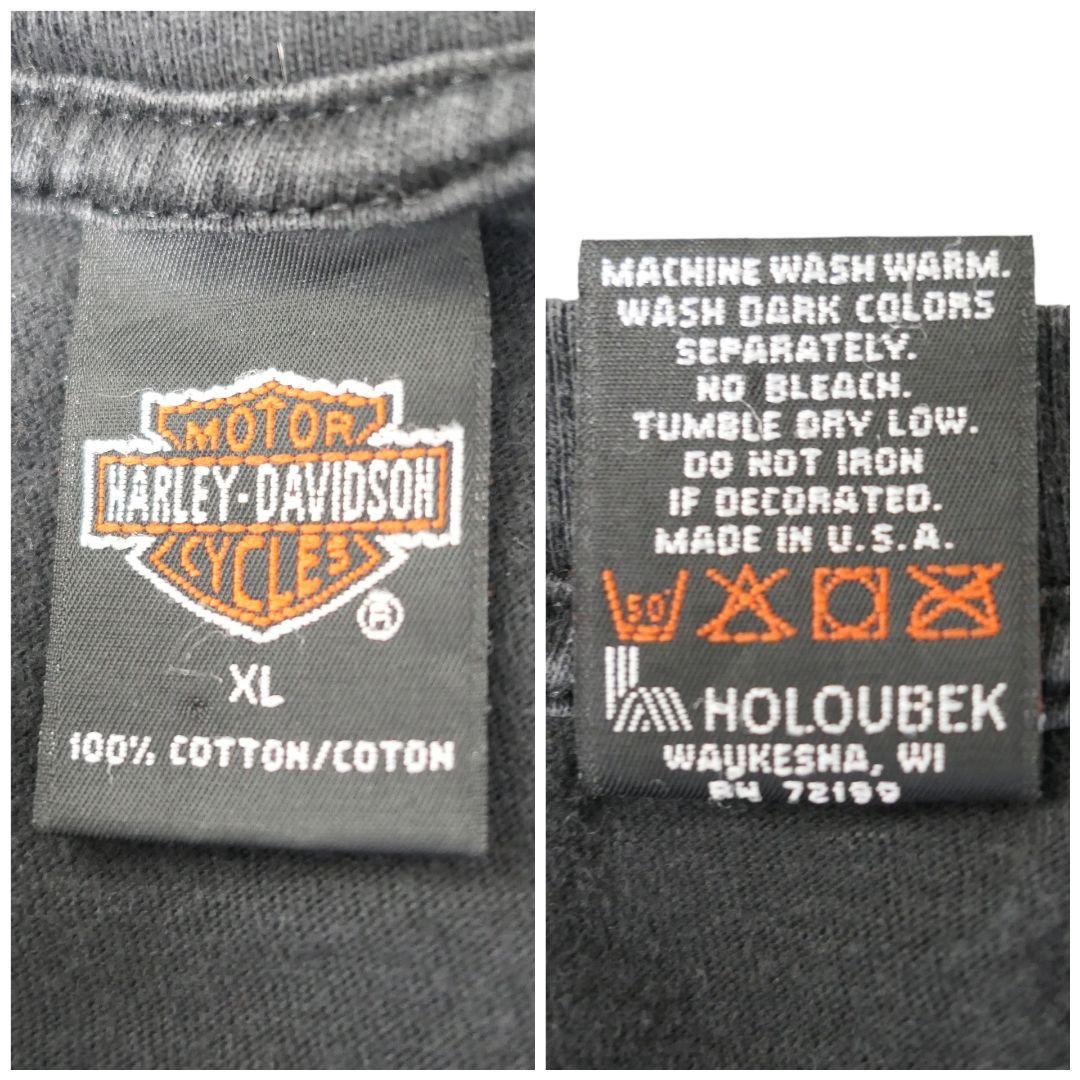 MOTOR
HARLEY-DAVIDSON
CYCLES
®
XL
100% COTTON/COTON
MACHINE WASH WARM.
WASH DARK COLORS
SEPARATELY.
NO BLEACH.
TUMBLE DRY LOW.
DO NOT IRON
IF DECORATED.
MADE IN U.S.A.
50°
HOLOUBEK
WAUKESHA, WI
RN 72199